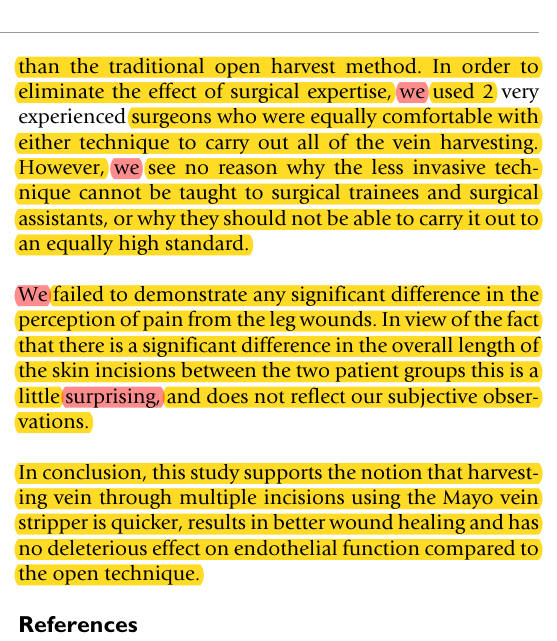 than the traditional open harvest method. In order to
eliminate the effect of surgical expertise, we used 2 very
experienced surgeons who were equally comfortable with
either technique to carry out all of the vein harvesting.
However, we see no reason why the less invasive tech-
nique cannot be taught to surgical trainees and surgical
assistants, or why they should not be able to carry it out to
an equally high standard.
We failed to demonstrate any significant difference in the
perception of pain from the leg wounds. In view of the fact
that there is a significant difference in the overall length of
the skin incisions between the two patient groups this is a
little surprising, and does not reflect our subjective obser-
vations.
In conclusion, this study supports the notion that harvest-
ing vein through multiple incisions using the Mayo vein
stripper is quicker, results in better wound healing and has
no deleterious effect on endothelial function compared to
the open technique.
References